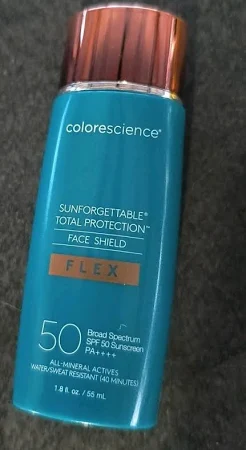 colorescience®
SUNFORGETTABLE®
TOTAL PROTECTION™
FACE SHIELD
FLEX
50
Broad Spectrum
SPF 50 Sunscreen
PA++++
ALL-MINERAL ACTIVES
WATER/SWEAT RESISTANT (40 MINUTES)
1.8 fl. oz. / 55 mL